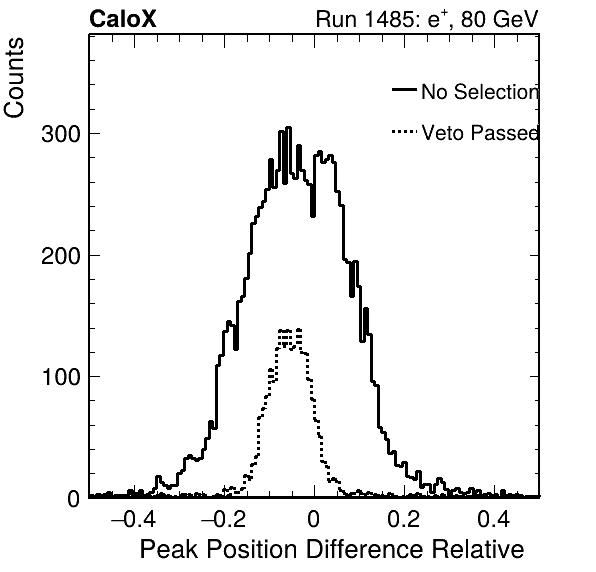 CaloX Run 1485: e⁺, 80 GeV
Counts
No Selection
Veto Passed
300
200
100
0
−0.4 −0.2 0 0.2 0.4
Peak Position Difference Relative